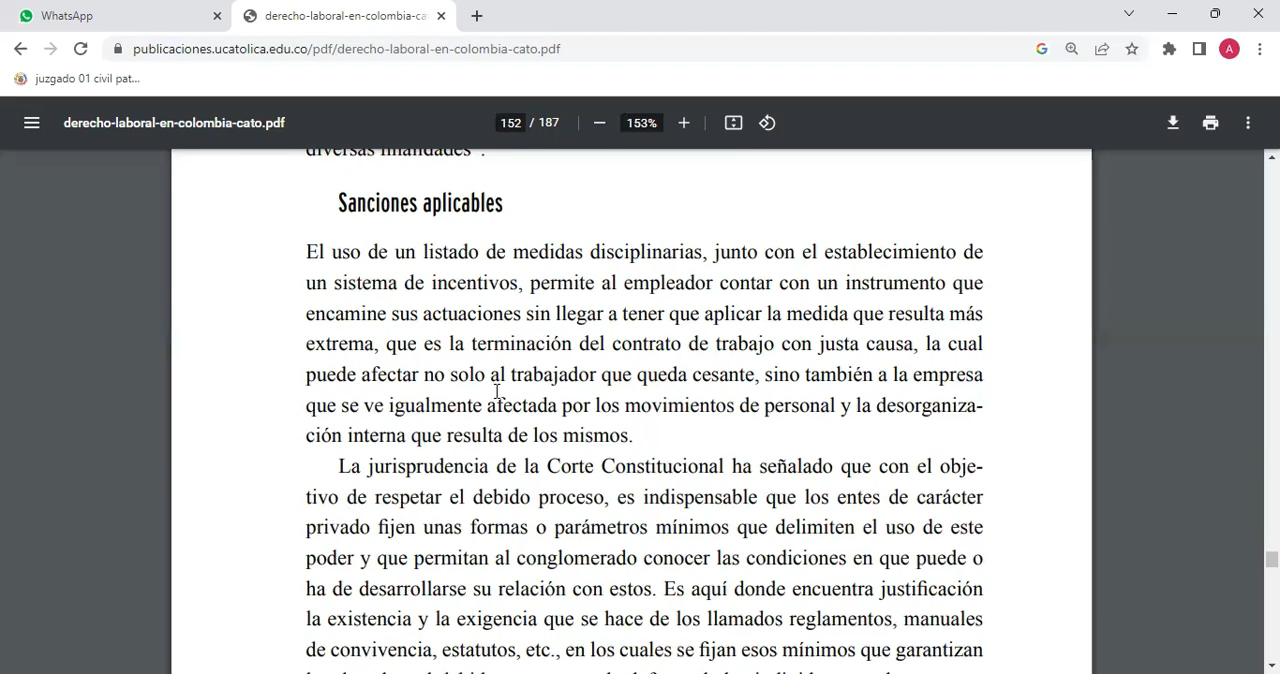 WhatsApp
derecho-laboral-en-colombia-ca
publicaciones.ucatolica.edu.co/pdf/derecho-laboral-en-colombia-cato.pdf
A
juzgado 01 civil pat...
derecho-laboral-en-colombia-cato.pdf
152 / 187
153%
diversas finalidades".
Sanciones aplicables
El uso de un listado de medidas disciplinarias, junto con el establecimiento de
un sistema de incentivos, permite al empleador contar con un instrumento que
encamine sus actuaciones sin llegar a tener que aplicar la medida que resulta más
extrema, que es la terminación del contrato de trabajo con justa causa, la cual
puede afectar no solo al trabajador que queda cesante, sino también a la empresa
que se ve igualmente afectada por los movimientos de personal y la desorganiza-
ción interna que resulta de los mismos.
La jurisprudencia de la Corte Constitucional ha señalado que con el obje-
tivo de respetar el debido proceso, es indispensable que los entes de carácter
privado fijen unas formas o parámetros mínimos que delimiten el uso de este
poder y que permitan al conglomerado conocer las condiciones en que puede o
ha de desarrollarse su relación con estos. Es aquí donde encuentra justificación
la existencia y la exigencia que se hace de los llamados reglamentos, manuales
de convivencia, estatutos, etc., en los cuales se fijan esos mínimos que garantizan